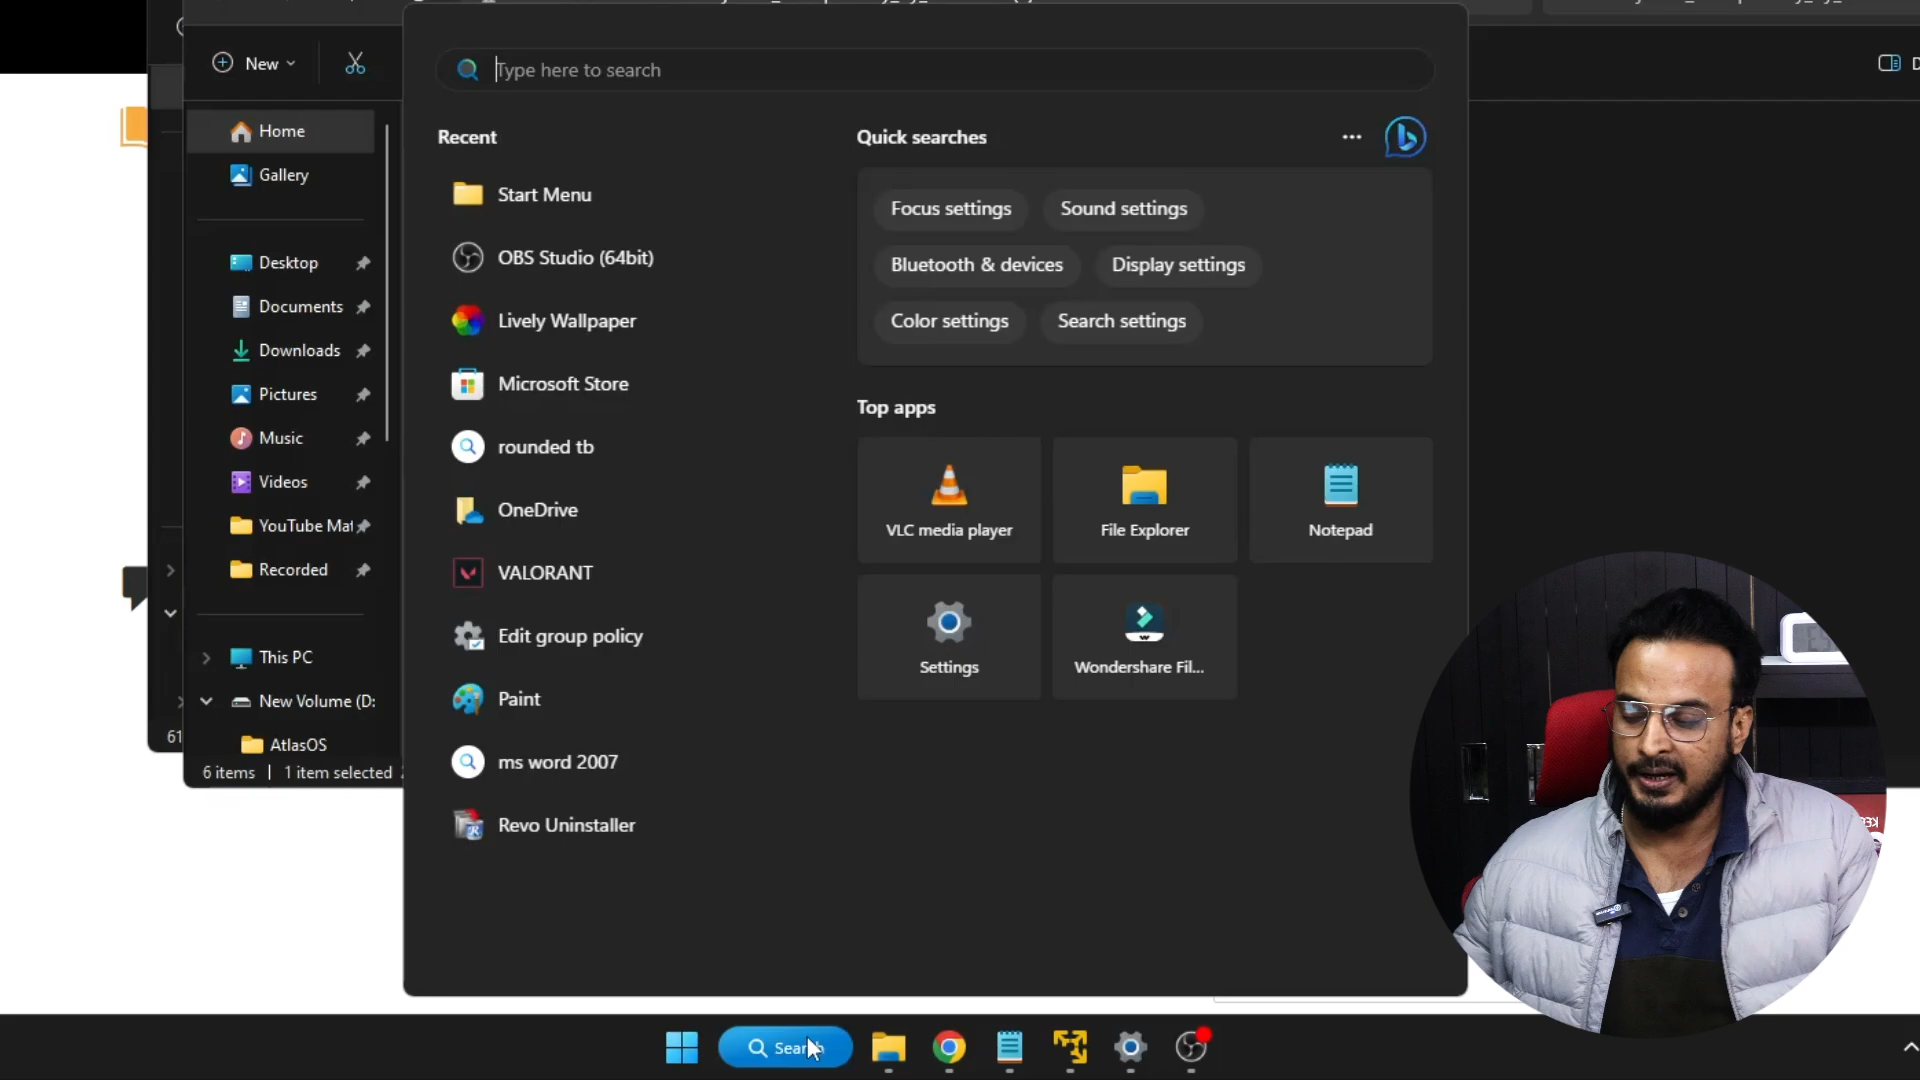 New
Type here to search
Home
Gallery
Desktop
Documents
Downloads
Pictures
Music
Videos
YouTube Mat
Recorded
This PC
New Volume (D:
AtlasOS
6 items | 1 item selected
61
Recent
Start Menu
OBS Studio (64bit)
Lively Wallpaper
Microsoft Store
rounded tb
OneDrive
VALORANT
Edit group policy
Paint
ms word 2007
Revo Uninstaller
Quick searches
Focus settings
Sound settings
Bluetooth & devices
Display settings
Color settings
Search settings
Top apps
VLC media player
File Explorer
Notepad
Settings
Wondershare Fil...
Search